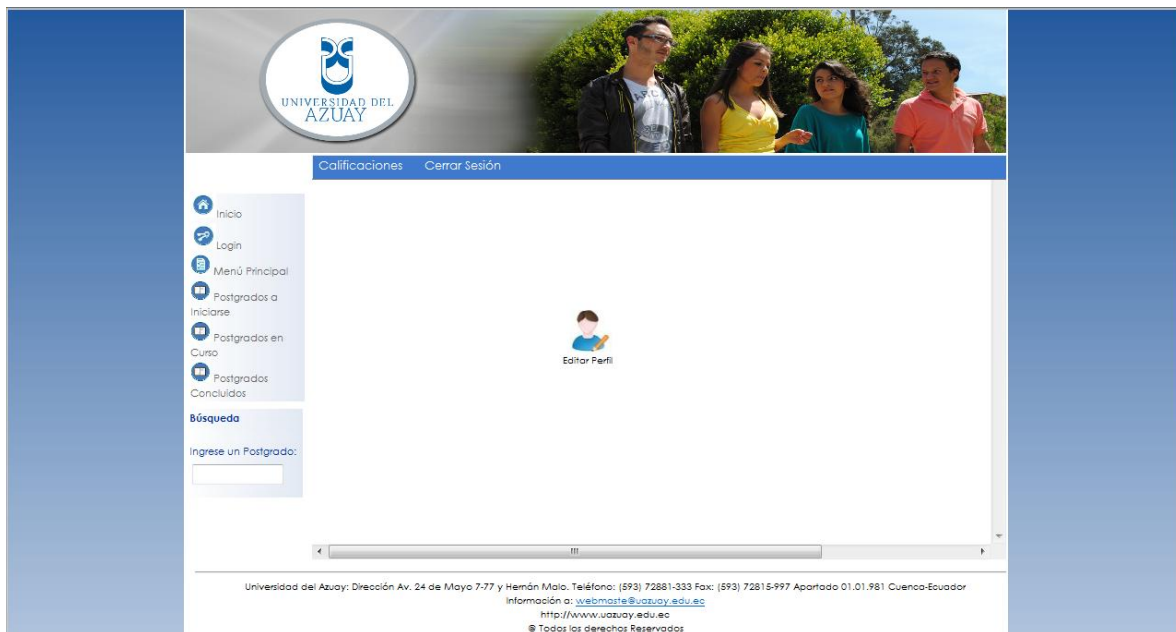 UNIVERSIDAD DEL
AZUAY
Calificaciones Cerrar Sesión
Inicio
Login
Menú Principal
Postgrados a
Iniciarse
Postgrados en
Curso
Postgrados
Concluidos
Búsqueda
Ingrese un Postgrado:
Editar Perfil
Universidad del Azuay: Dirección Av. 24 de Mayo 7-77 y Hernán Malo. Teléfono: (593) 72881-333 Fax: (593) 72815-997 Apartado 01.01.981 Cuenca-Ecuador
Información a: webmaste@uazuay.edu.ec
http://www.uazuay.edu.ec
@ Todos los derechos Reservados